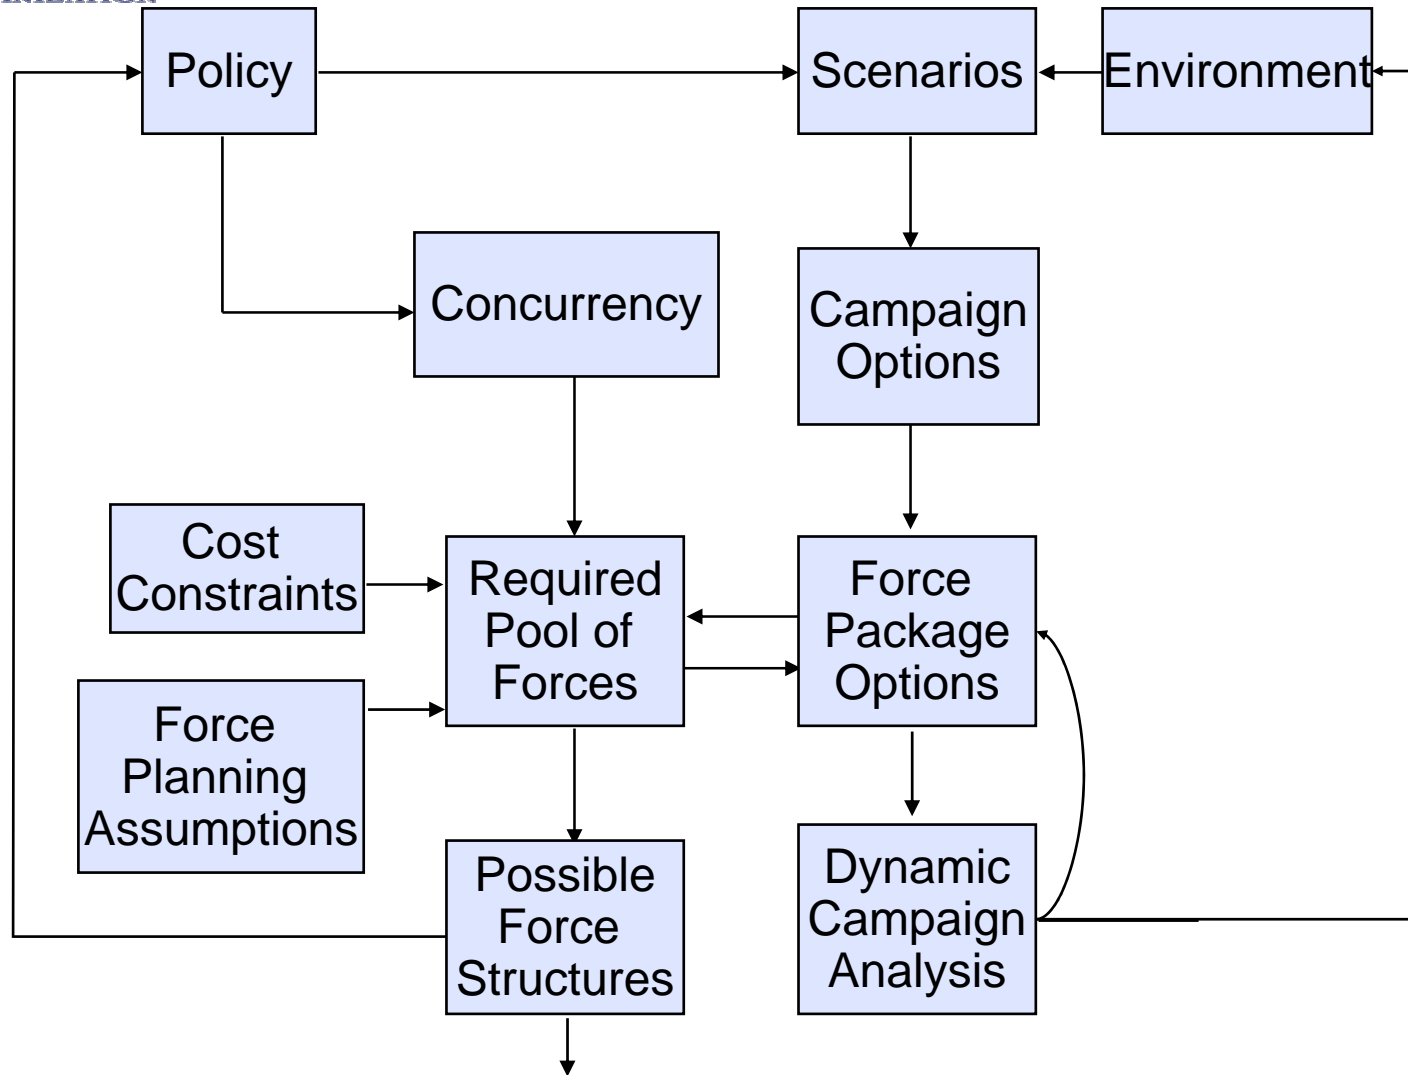 Policy
Scenarios
Environment
Concurrency
Campaign
Options
Cost
Constraints
Required
Pool of
Forces
Force
Package
Options
Force
Planning
Assumptions
Possible
Force
Structures
Dynamic
Campaign
Analysis